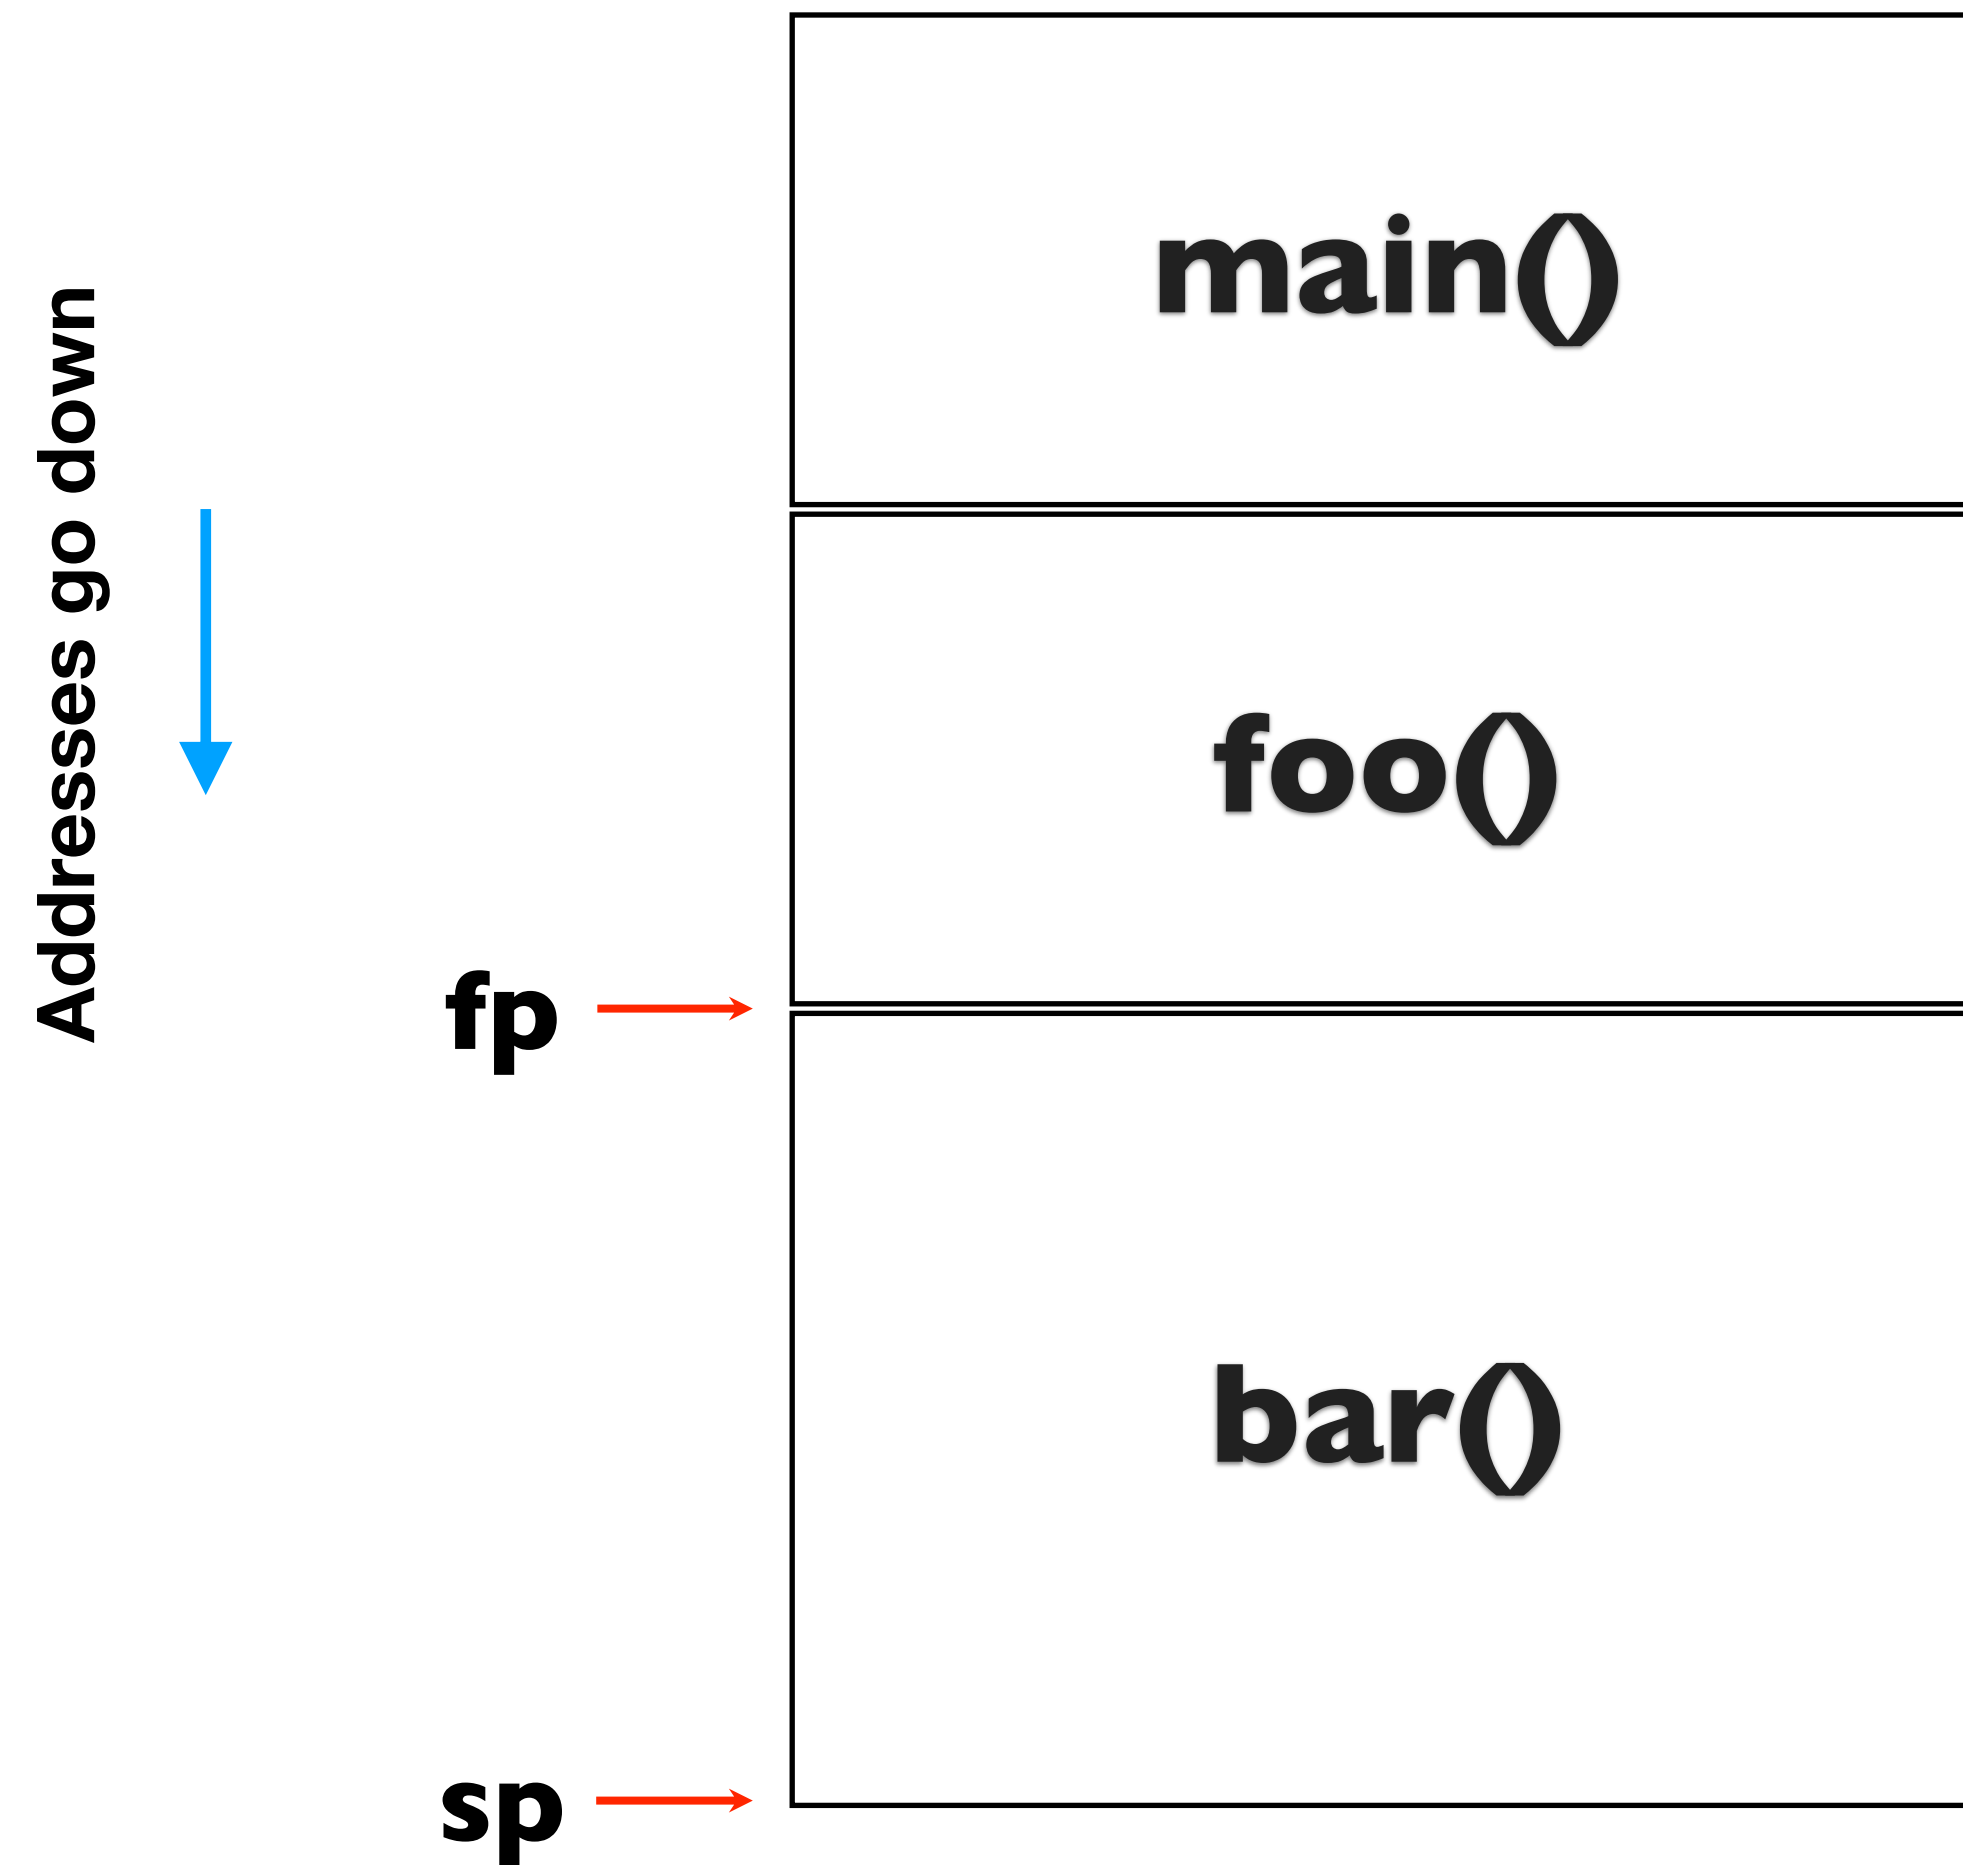 Addresses go down
main()
foo()
fp
bar()
sp